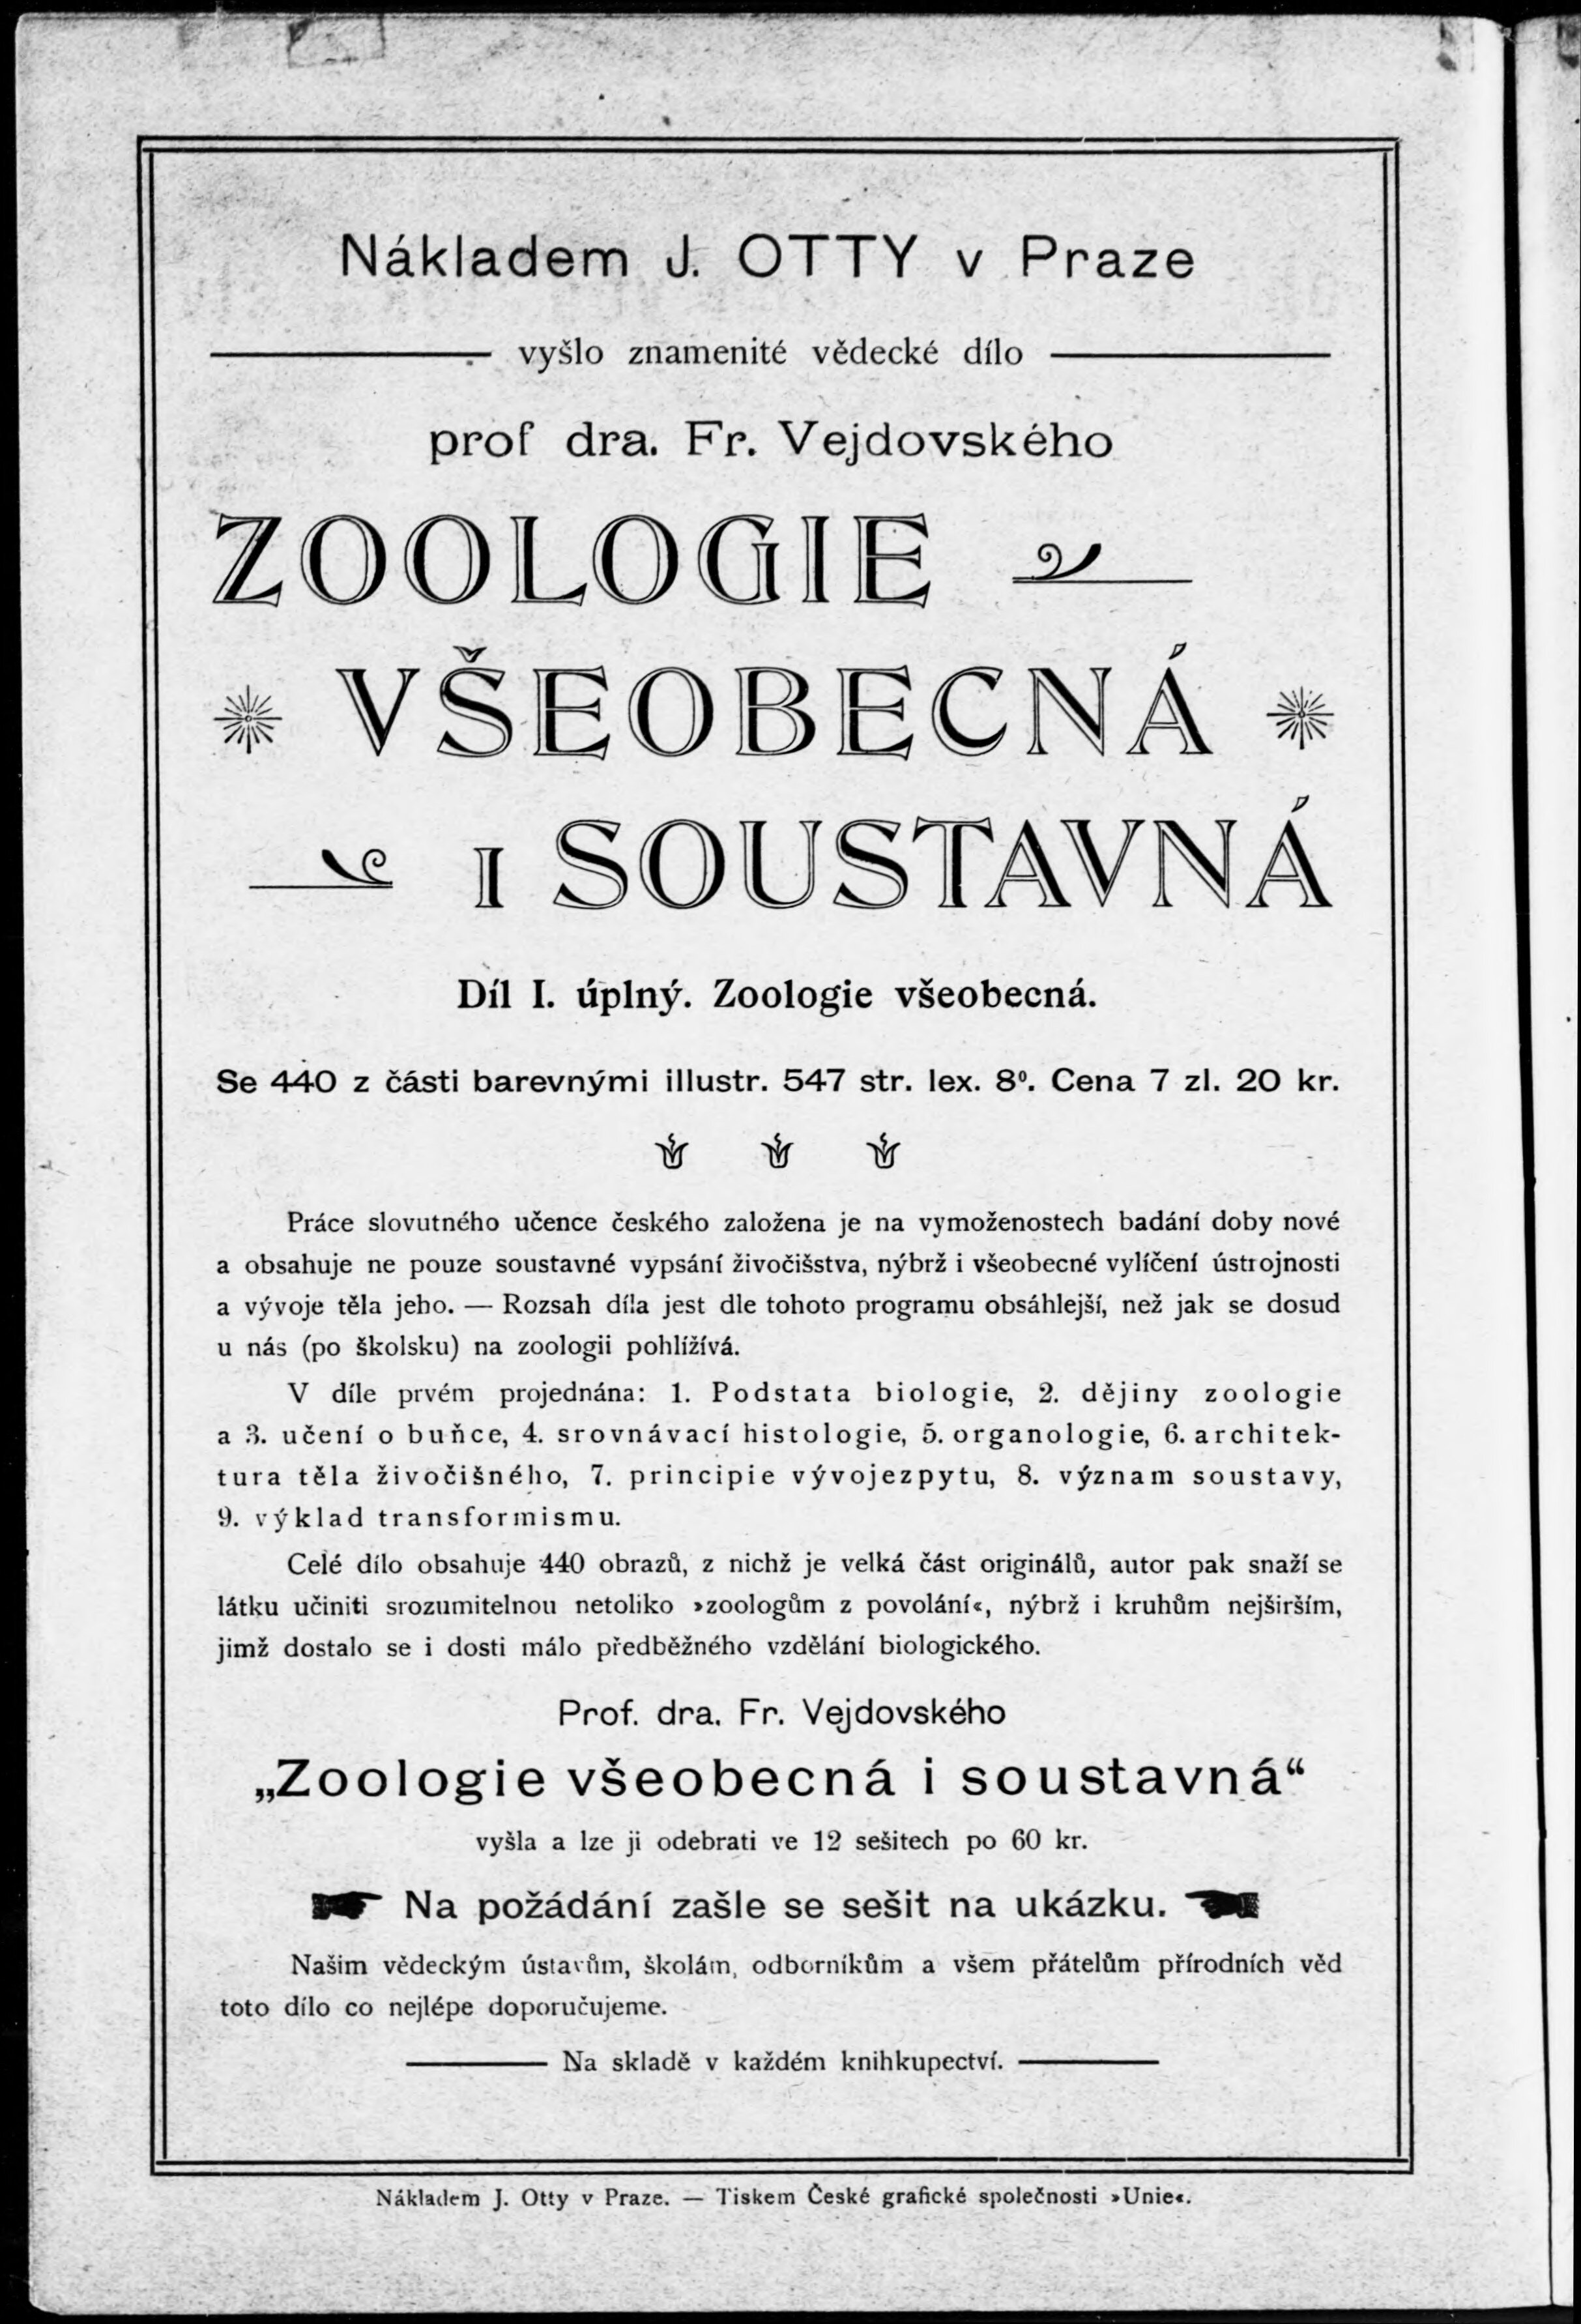 Nákladem J. OTTY v Praze
vyšlo znamenité vědecké dílo
prof dra. Fr. Vejdovského
ZOOLOGIE
VŠEOBECNÁ
I SOUSTAVNÁ
Díl I. úplný. Zoologie všeobecná.
Se 440 z části barevnými illustr. 547 str. lex. 8⁰. Cena 7 zl. 20 kr.
Práce slovutného učence českého založena je na vymoženostech badání doby nové
a obsahuje ne pouze soustavné vypsání živočišstva, nýbrž i všeobecné vylíčení ústrojnosti
a vývoje těla jeho. — Rozsah díla jest dle tohoto programu obsáhlejší, než jak se dosud
u nás (po školsku) na zoologii pohlížívá.
V díle prvém projednána: 1. Podstata biologie, 2. dějiny zoologie
a 3. učení o buňce, 4. srovnávací histologie, 5. organologie, 6. architek-
tura těla živočišného, 7. principie vývojezpytu, 8. význam soustavy,
9. výklad transformismu.
Celé dílo obsahuje 440 obrazů, z nichž je velká část originálů, autor pak snaží se
látku učiniti srozumitelnou netoliko »zoologům z povolání«, nýbrž i kruhům nejširším,
jimž dostalo se i dosti málo předběžného vzdělání biologického.
Prof. dra. Fr. Vejdovského
„Zoologie všeobecná i soustavná“
vyšla a lze ji odebrati ve 12 sešitech po 60 kr.
Na požádání zašle se sešit na ukázku.
Našim vědeckým ústavům, školám, odborníkům a všem přátelům přírodních věd
toto dílo co nejlépe doporučujeme.
Na skladě v každém knihkupectví.
Nákladem J. Otty v Praze. — Tiskem České grafické společnosti »Unie«.